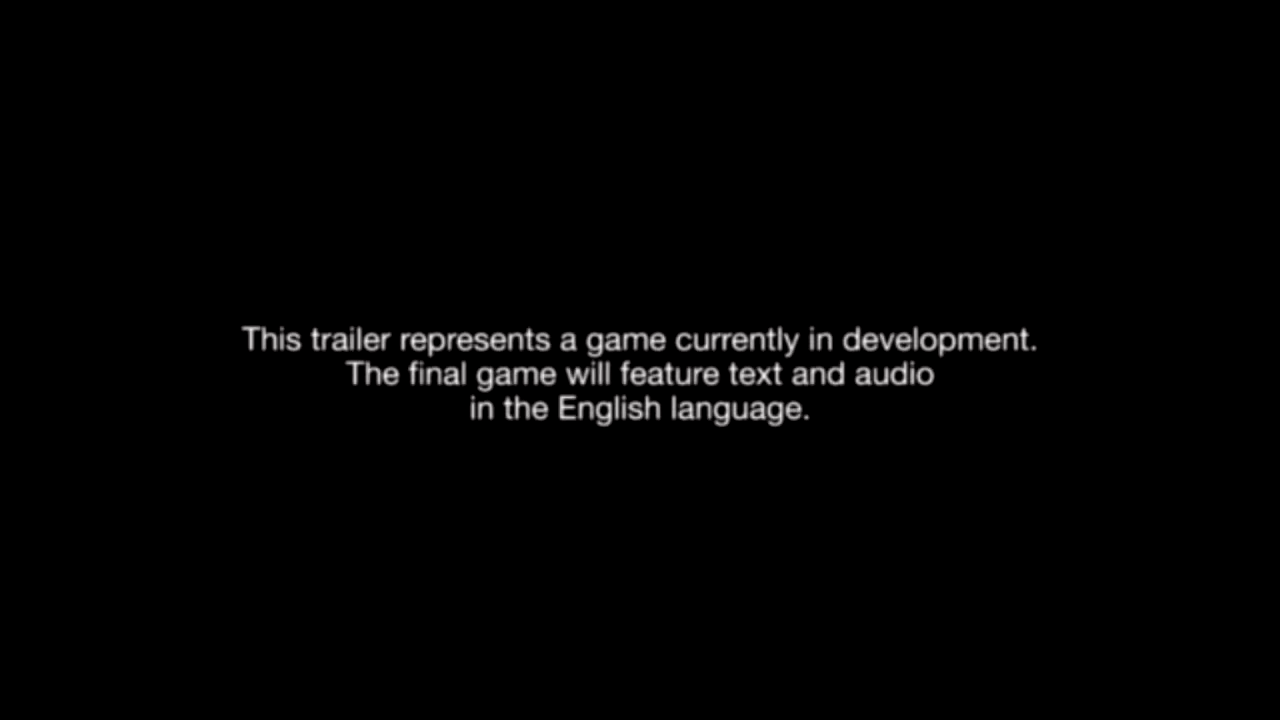 This trailer represents a game currently in development.
The final game will feature text and audio
in the English language.